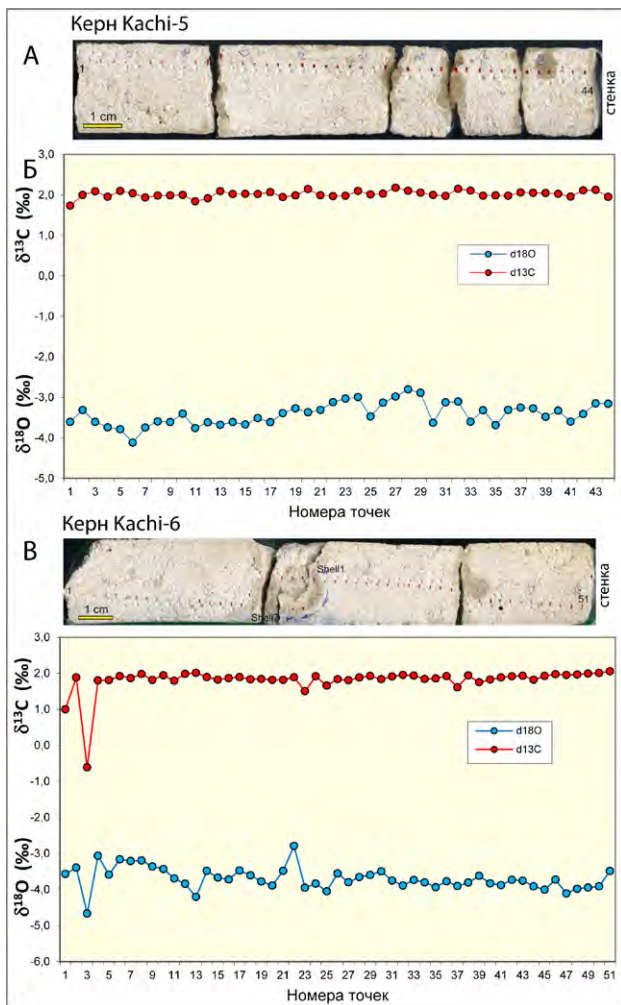 Керн Kachi-5
А
1
44
1 cm
стенка
Б
3,0
2,0
1,0
0,0
-1,0
-2,0
-3,0
-4,0
-5,0
δ¹³C (‰)
δ¹⁸O (‰)
d18O
d13C
1 3 5 7 9 11 13 15 17 19 21 23 25 27 29 31 33 35 37 39 41 43
Номера точек
Керн Kachi-6
В
Shell1
51
1 cm
стенка
3,0
2,0
1,0
0,0
-1,0
-2,0
-3,0
-4,0
-5,0
-6,0
δ¹³C (‰)
δ¹⁸O (‰)
d18O
d13C
1 3 5 7 9 11 13 15 17 19 21 23 25 27 29 31 33 35 37 39 41 43 45 47 49 51
Номера точек